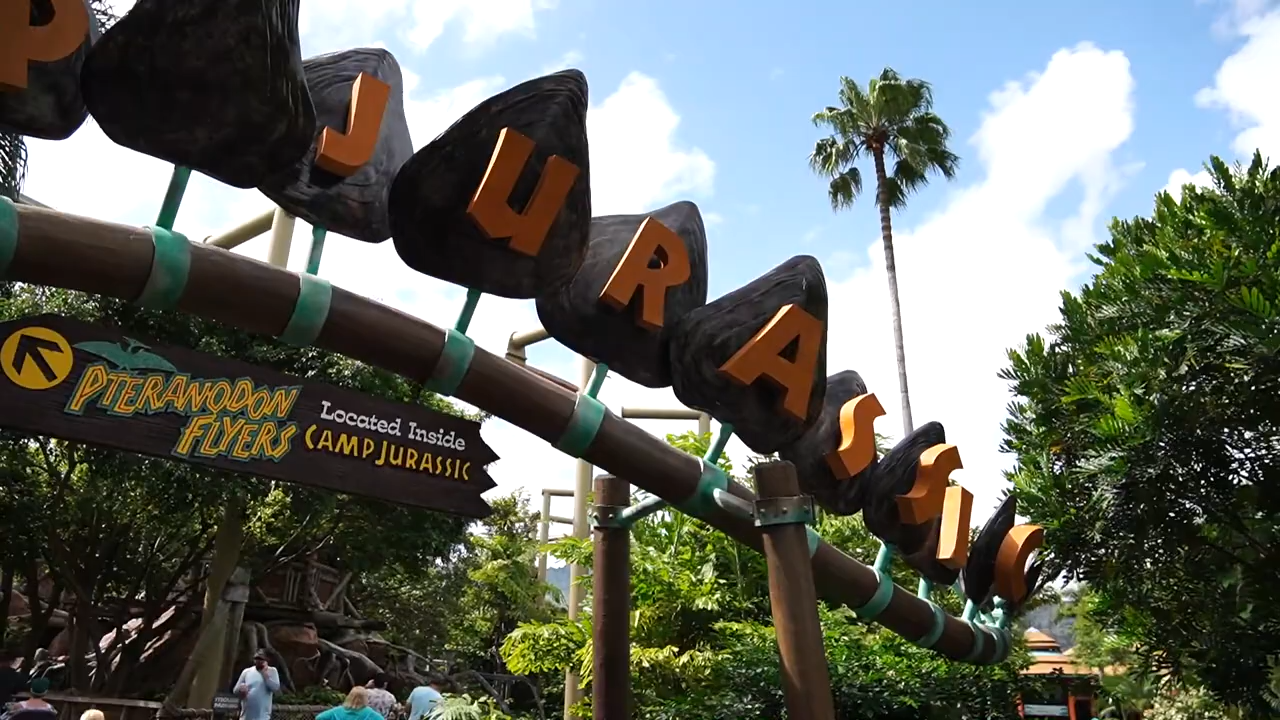 P JURASSIC
PTERANODON
FLYERS
Located Inside
CAMP JURASSIC